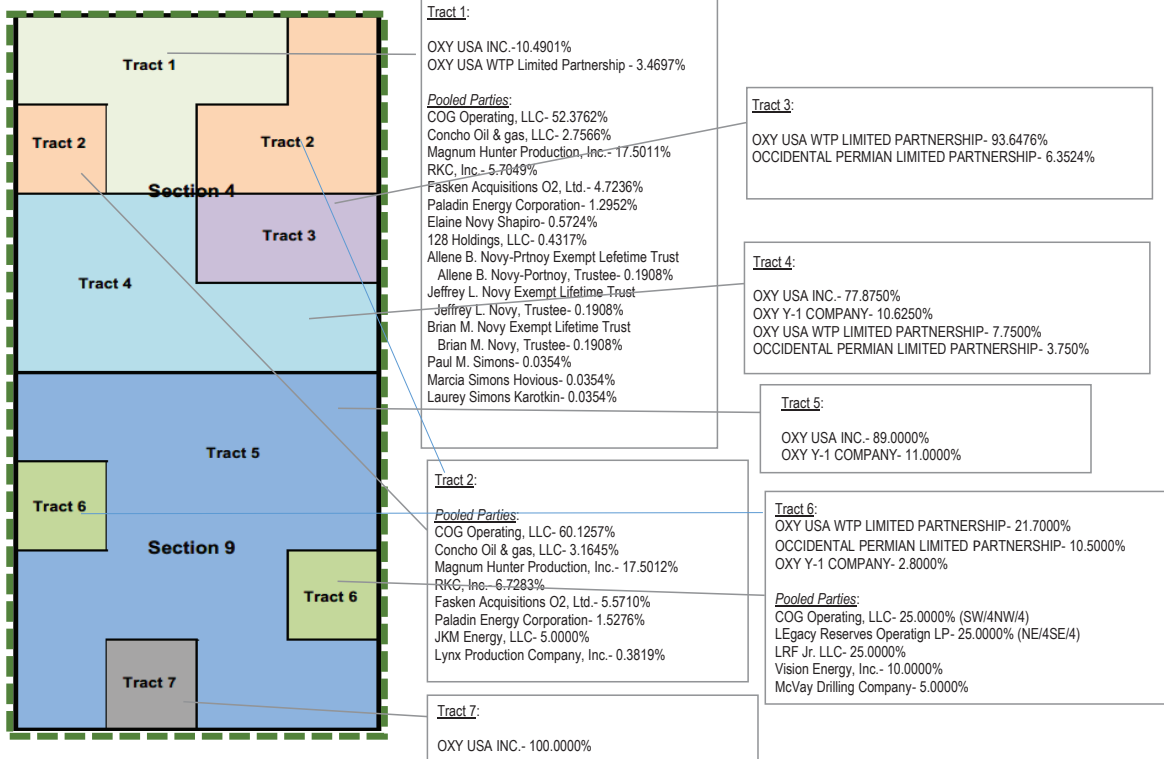 Tract 1
Tract 2
Tract 2
Section 4
Tract 3
Tract 4
Tract 5
Tract 6
Section 9
Tract 6
Tract 7
Tract 1:
OXY USA INC.-10.4901%
OXY USA WTP Limited Partnership - 3.4697%
Pooled Parties:
COG Operating, LLC- 52.3762%
Concho Oil & gas, LLC- 2.7566%
Magnum Hunter Production, Inc.- 17.5011%
RKC, Inc.- 5.7049%
Fasken Acquisitions O2, Ltd.- 4.7236%
Paladin Energy Corporation- 1.2952%
Elaine Novy Shapiro- 0.5724%
128 Holdings, LLC- 0.4317%
Allene B. Novy-Prtnoy Exempt Lefetime Trust
Allene B. Novy-Portnoy, Trustee- 0.1908%
Jeffrey L. Novy Exempt Lifetime Trust
Jeffrey L. Novy, Trustee- 0.1908%
Brian M. Novy Exempt Lifetime Trust
Brian M. Novy, Trustee- 0.1908%
Paul M. Simons- 0.0354%
Marcia Simons Hovious- 0.0354%
Laurey Simons Karotkin- 0.0354%
Tract 2:
Pooled Parties:
COG Operating, LLC- 60.1257%
Concho Oil & gas, LLC- 3.1645%
Magnum Hunter Production, Inc.- 17.5012%
RKC, Inc.- 6.7283%
Fasken Acquisitions O2, Ltd.- 5.5710%
Paladin Energy Corporation- 1.5276%
JKM Energy, LLC- 5.0000%
Lynx Production Company, Inc.- 0.3819%
Tract 7:
OXY USA INC.- 100.0000%
Tract 3:
OXY USA WTP LIMITED PARTNERSHIP- 93.6476%
OCCIDENTAL PERMIAN LIMITED PARTNERSHIP- 6.3524%
Tract 4:
OXY USA INC.- 77.8750%
OXY Y-1 COMPANY- 10.6250%
OXY USA WTP LIMITED PARTNERSHIP- 7.7500%
OCCIDENTAL PERMIAN LIMITED PARTNERSHIP- 3.750%
Tract 5:
OXY USA INC.- 89.0000%
OXY Y-1 COMPANY- 11.0000%
Tract 6:
OXY USA WTP LIMITED PARTNERSHIP- 21.7000%
OCCIDENTAL PERMIAN LIMITED PARTNERSHIP- 10.5000%
OXY Y-1 COMPANY- 2.8000%
Pooled Parties:
COG Operating, LLC- 25.0000% (SW/4NW/4)
LEgacy Reserves Operatign LP- 25.0000% (NE/4SE/4)
LRF Jr. LLC- 25.0000%
Vision Energy, Inc.- 10.0000%
McVay Drilling Company- 5.0000%